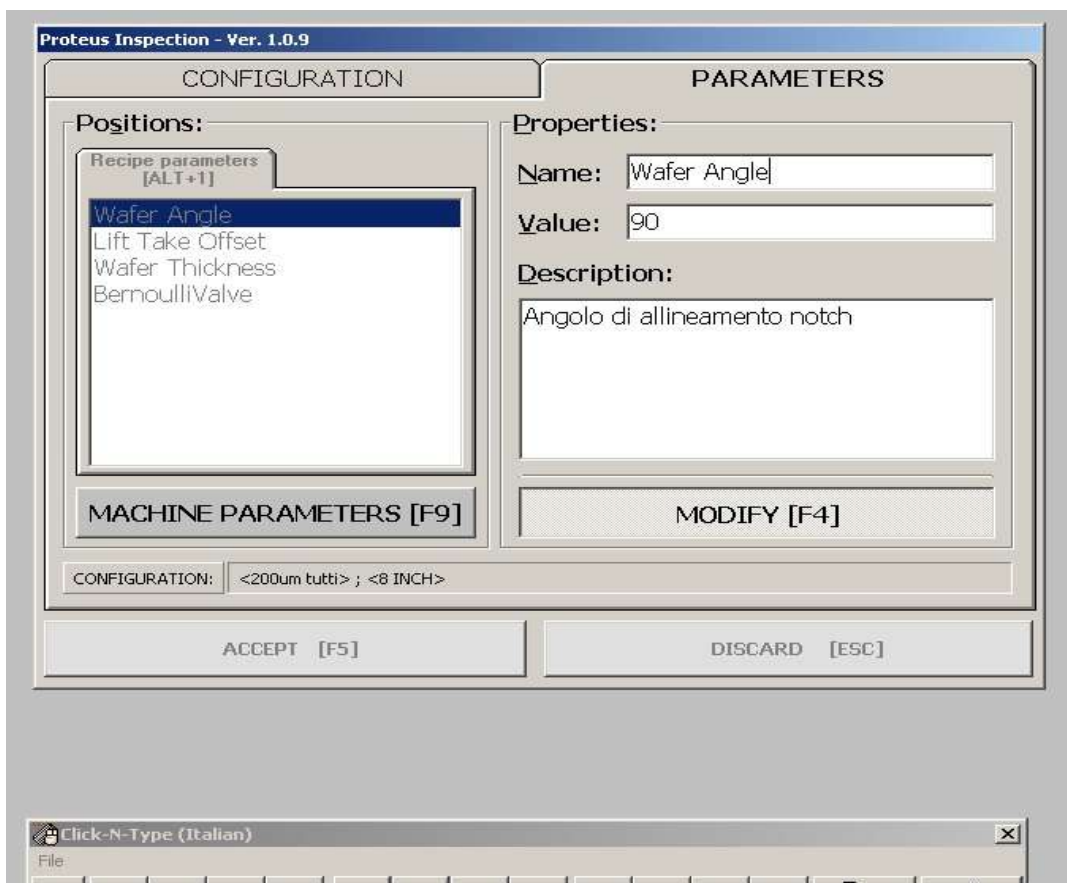 Proteus Inspection - Ver. 1.0.9
CONFIGURATION
PARAMETERS
Positions:
Recipe parameters
[ALT+1]
Wafer Angle
Lift Take Offset
Wafer Thickness
BernoulliValve
MACHINE PARAMETERS [F9]
Properties:
Name: Wafer Angle
Value: 90
Description:
Angolo di allineamento notch
MODIFY [F4]
CONFIGURATION: <200um tutti> ; <8 INCH>
ACCEPT [F5]
DISCARD [ESC]
Click-N-Type (Italian)
File